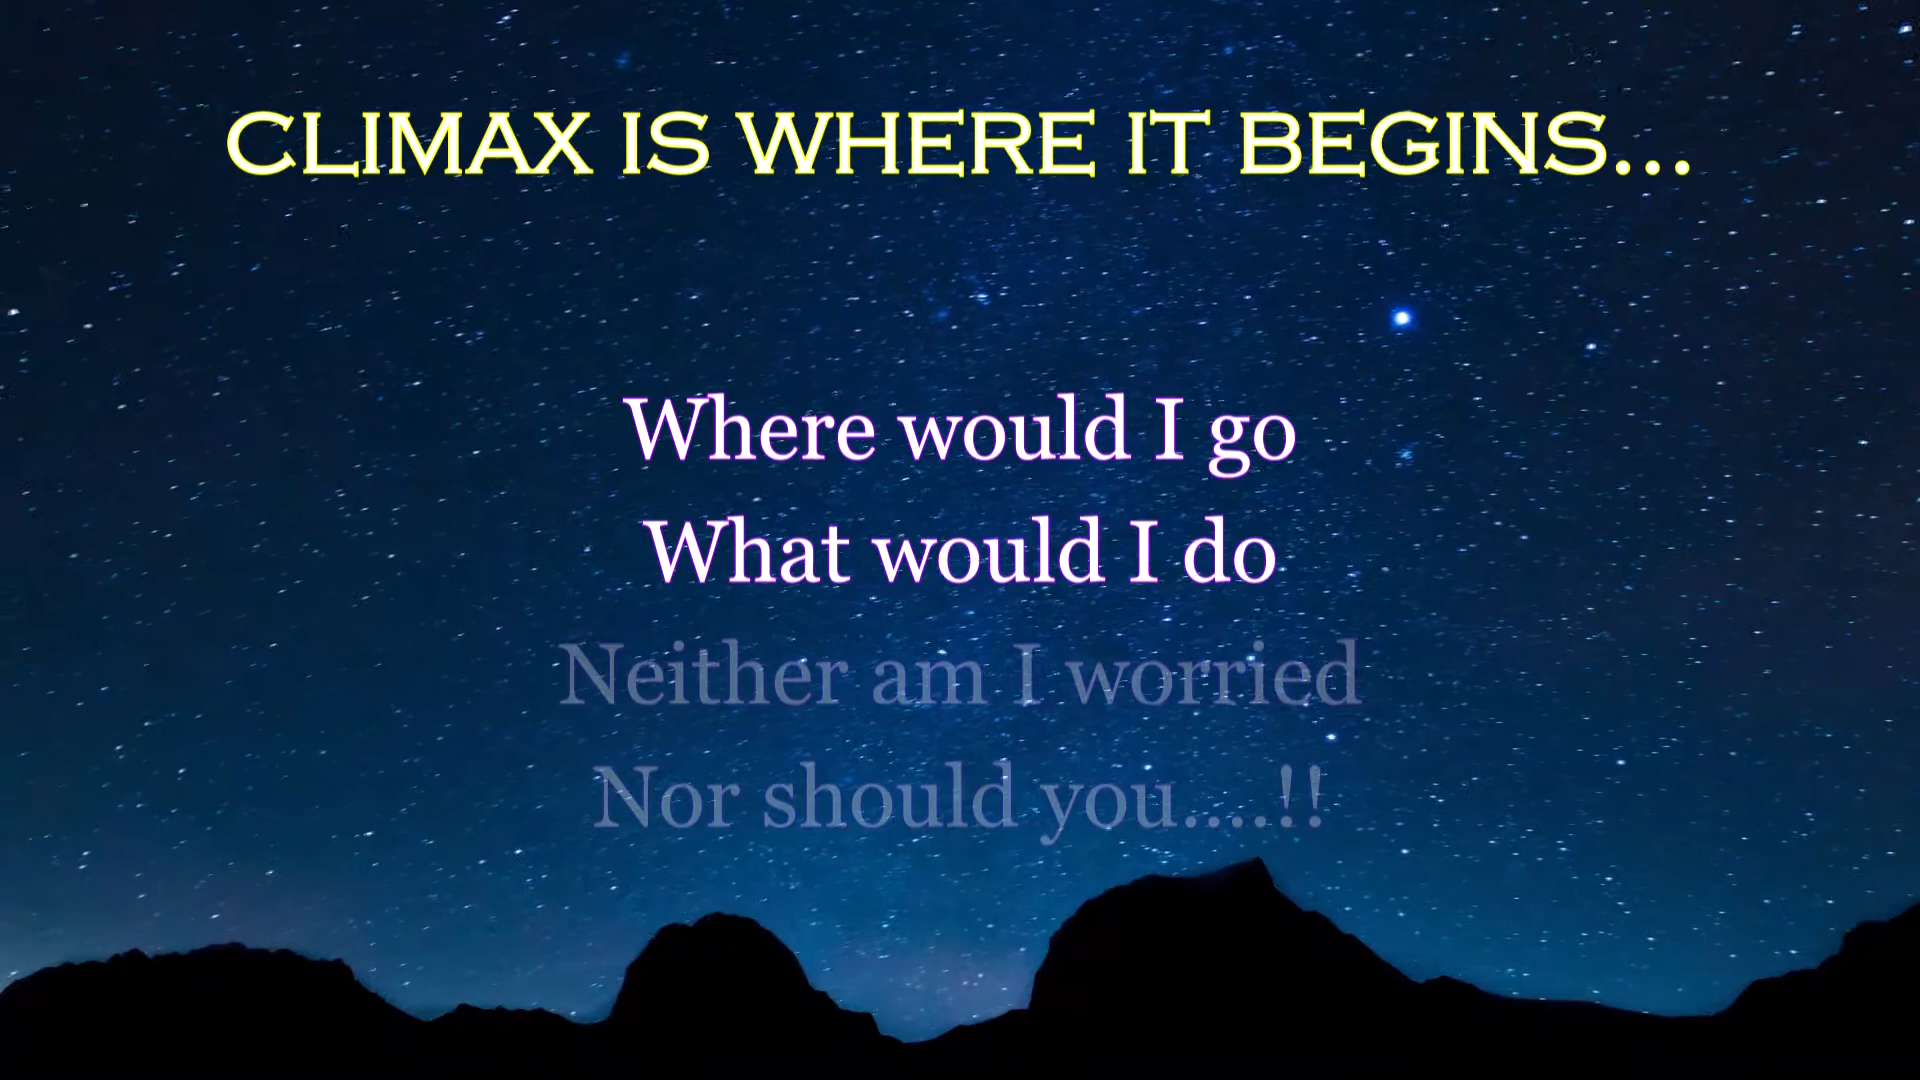 CLIMAX IS WHERE IT BEGINS...
Where would I go
What would I do
Neither am I worried
Nor should you....!!